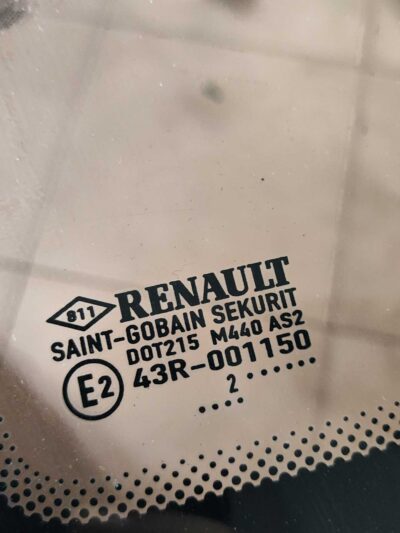 811 RENAULT
SAINT-GOBAIN SEKURIT
DOT215 M440 AS2
E2 43R-001150
2 ......
....